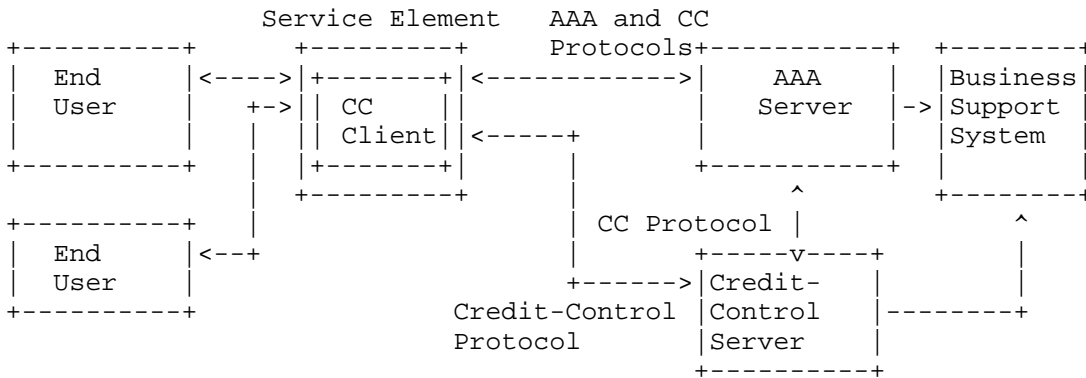 Service Element   AAA and CC
Protocols
End   AAA   Business
User   CC   Server   Support
Client   System
CC Protocol
End
User   Credit-
Credit-Control   Control
Protocol   Server